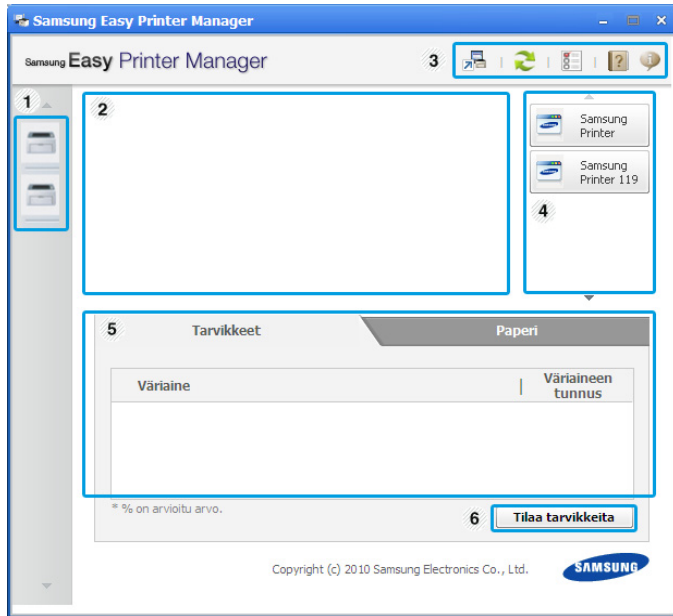 Samsung Easy Printer Manager
Samsung Easy Printer Manager
3
?
1
2
Samsung
Printer
Samsung
Printer 119
4
5
Tarvikkeet
Paperi
Väriaine
Väriaineen
tunnus
* % on arvioitu arvo.
6
Tilaa tarvikkeita
Copyright (c) 2010 Samsung Electronics Co., Ltd.
SAMSUNG